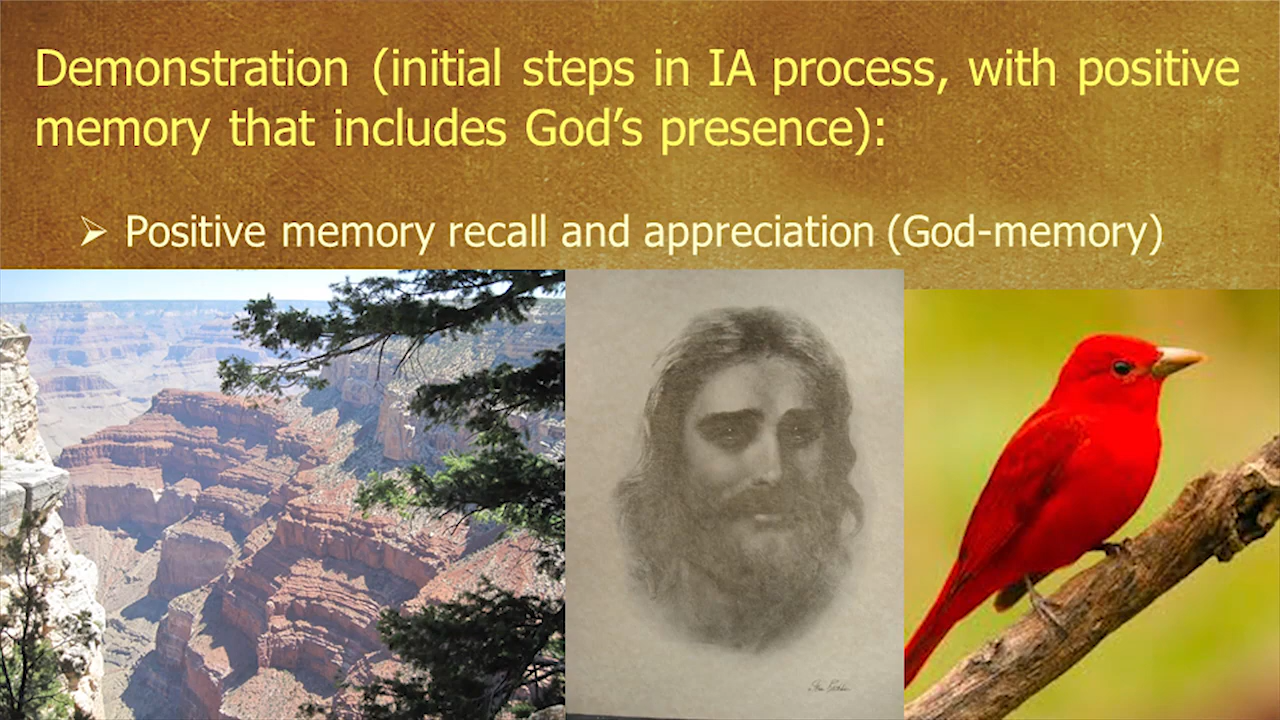 Demonstration (initial steps in IA process, with positive
memory that includes God’s presence):
➢ Positive memory recall and appreciation (God-memory)